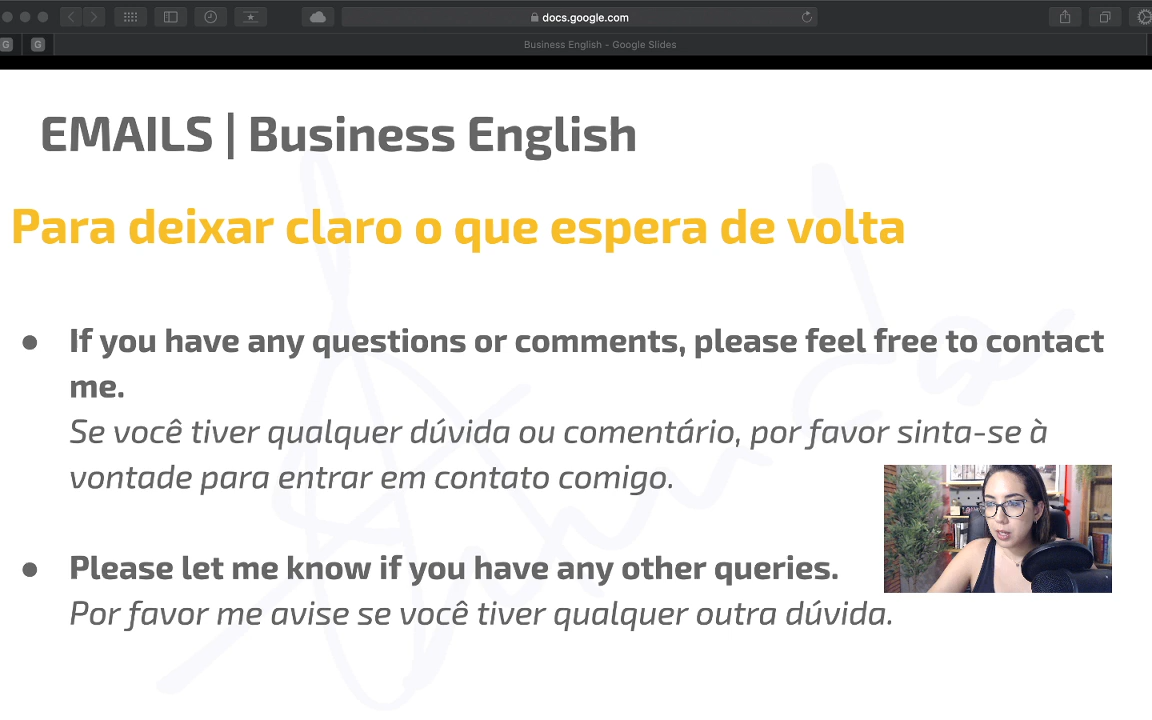 docs.google.com
G
G
Business English - Google Slides
EMAILS | Business English
Para deixar claro o que espera de volta
● If you have any questions or comments, please feel free to contact
me.
Se você tiver qualquer dúvida ou comentário, por favor sinta-se à
vontade para entrar em contato comigo.
● Please let me know if you have any other queries.
Por favor me avise se você tiver qualquer outra dúvida.